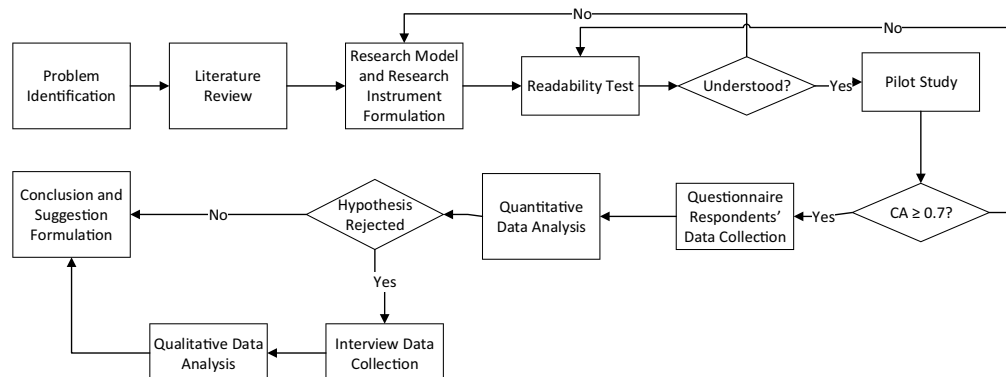 No
No
Problem
Identification
Literature
Review
Research Model
and Research
Instrument
Formulation
Readability Test
Understood?
Yes
Pilot Study
Conclusion and
Suggestion
Formulation
No
Hypothesis
Rejected
Quantitative
Data Analysis
Questionnaire
Respondents'
Data Collection
Yes
CA ≥ 0.7?
Yes
Qualitative Data
Analysis
Interview Data
Collection